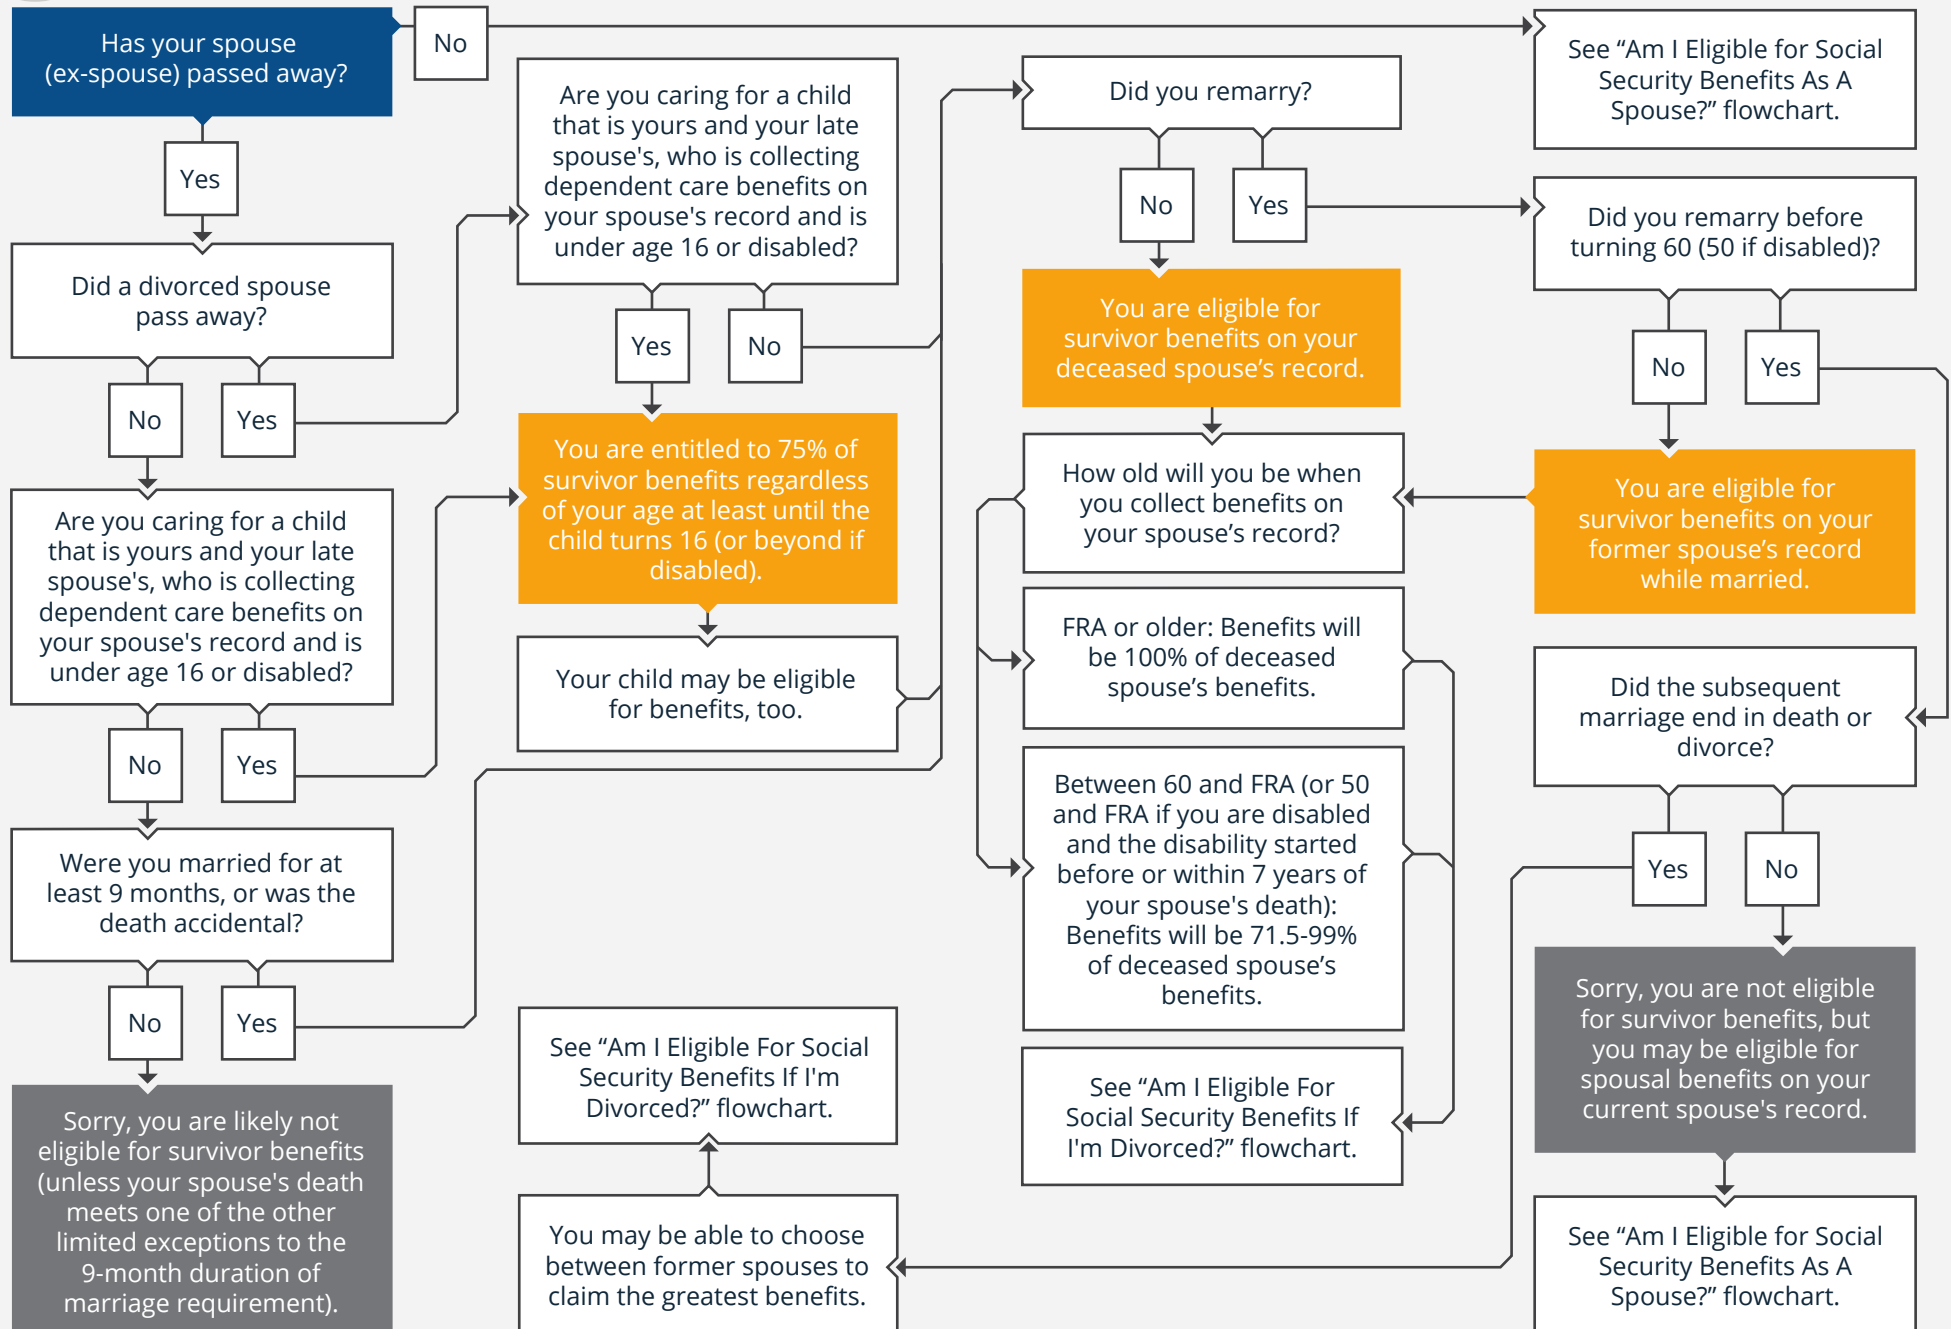 Has your spouse
(ex-spouse) passed away?
No
Yes
Did a divorced spouse
pass away?
No
Yes
Are you caring for a child
that is yours and your late
spouse's, who is collecting
dependent care benefits on
your spouse's record and is
under age 16 or disabled?
No
Yes
Were you married for at
least 9 months, or was the
death accidental?
No
Yes
Sorry, you are likely not
eligible for survivor benefits
(unless your spouse's death
meets one of the other
limited exceptions to the
9-month duration of
marriage requirement).
Are you caring for a child
that is yours and your late
spouse's, who is collecting
dependent care benefits on
your spouse's record and is
under age 16 or disabled?
Yes
No
You are entitled to 75% of
survivor benefits regardless
of your age at least until the
child turns 16 (or beyond if
disabled).
Your child may be eligible
for benefits, too.
See “Am I Eligible For Social
Security Benefits If I'm
Divorced?” flowchart.
You may be able to choose
between former spouses to
claim the greatest benefits.
Did you remarry?
No
Yes
You are eligible for
survivor benefits on your
deceased spouse’s record.
How old will you be when
you collect benefits on
your spouse’s record?
FRA or older: Benefits will
be 100% of deceased
spouse’s benefits.
Between 60 and FRA (or 50
and FRA if you are disabled
and the disability started
before or within 7 years of
your spouse's death):
Benefits will be 71.5-99%
of deceased spouse’s
benefits.
See “Am I Eligible For
Social Security Benefits If
I'm Divorced?” flowchart.
See “Am I Eligible for Social
Security Benefits As A
Spouse?” flowchart.
Did you remarry before
turning 60 (50 if disabled)?
No
Yes
You are eligible for
survivor benefits on your
former spouse’s record
while married.
Did the subsequent
marriage end in death or
divorce?
Yes
No
Sorry, you are not eligible
for survivor benefits, but
you may be eligible for
spousal benefits on your
current spouse's record.
See “Am I Eligible for Social
Security Benefits As A
Spouse?” flowchart.